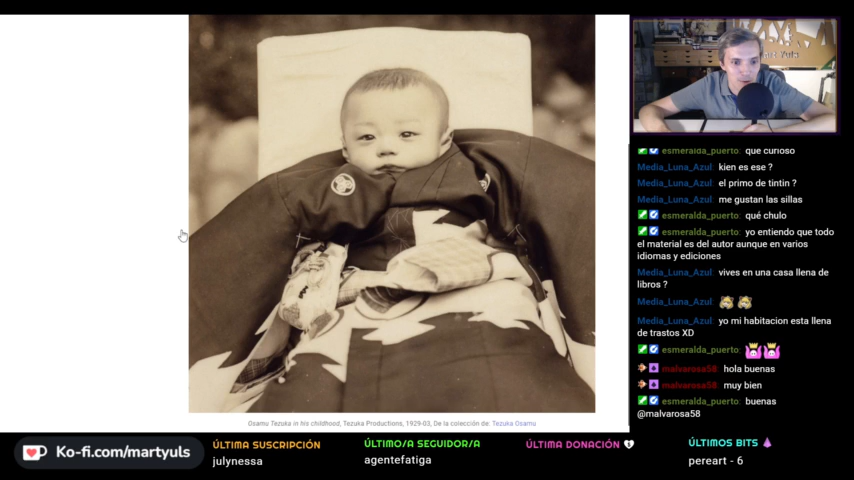 esmeralda_puerto: que curioso
Media_Luna_Azul: kien es ese ?
Media_Luna_Azul: el primo de tintin ?
Media_Luna_Azul: me gustan las sillas
esmeralda_puerto: qué chulo
esmeralda_puerto: yo entiendo que todo
el material es del autor aunque en varios
idiomas y ediciones
Media_Luna_Azul: vives en una casa llena de
libros ?
Media_Luna_Azul:
Media_Luna_Azul: yo mi habitacion esta llena
de trastos XD
esmeralda_puerto:
malvarosa58: hola buenas
malvarosa58: muy bien
esmeralda_puerto: buenas
@malvarosa58
Osamu Tezuka in his childhood, Tezuka Productions, 1929-03, De la colección de: Tezuka Osamu
Ko-fi.com/martyuls
ÚLTIMA SUSCRIPCIÓN
julynessa
ÚLTIMO/A SEGUIDOR/A
agentefatiga
ÚLTIMA DONACIÓN
ÚLTIMOS BITS
pereart - 6